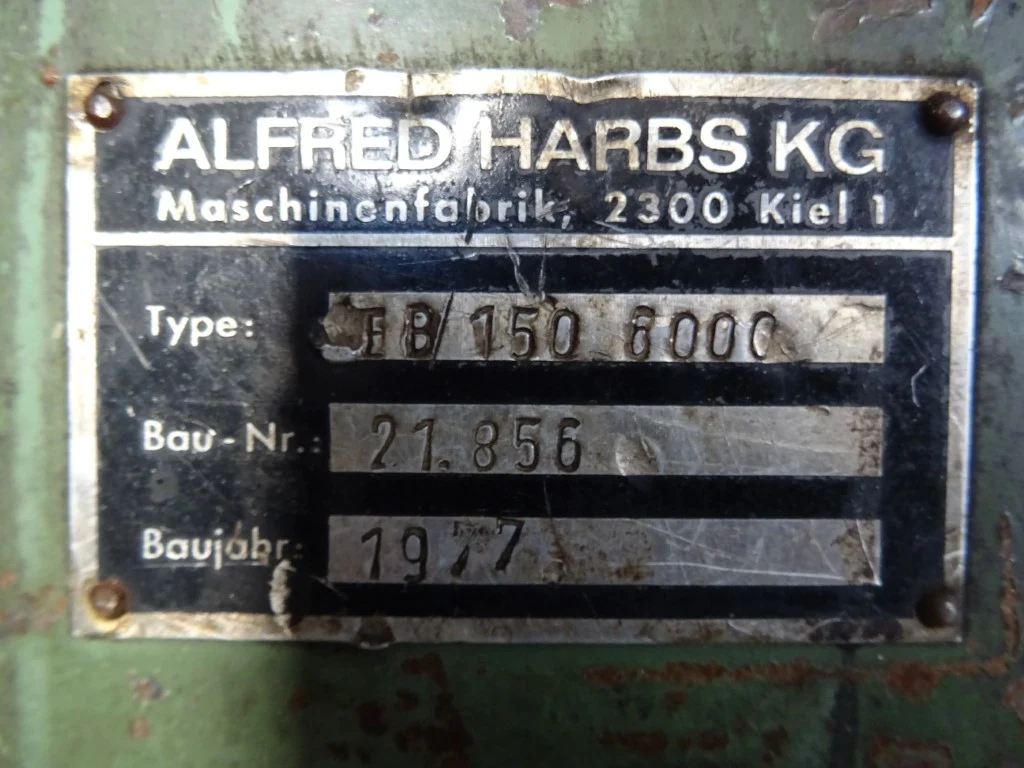 ALFRED HARBS KG
Maschinenfabrik, 2300 Kiel 1
Type: EB/150 6000
Bau-Nr.: 21.856
Baujahr: 1977